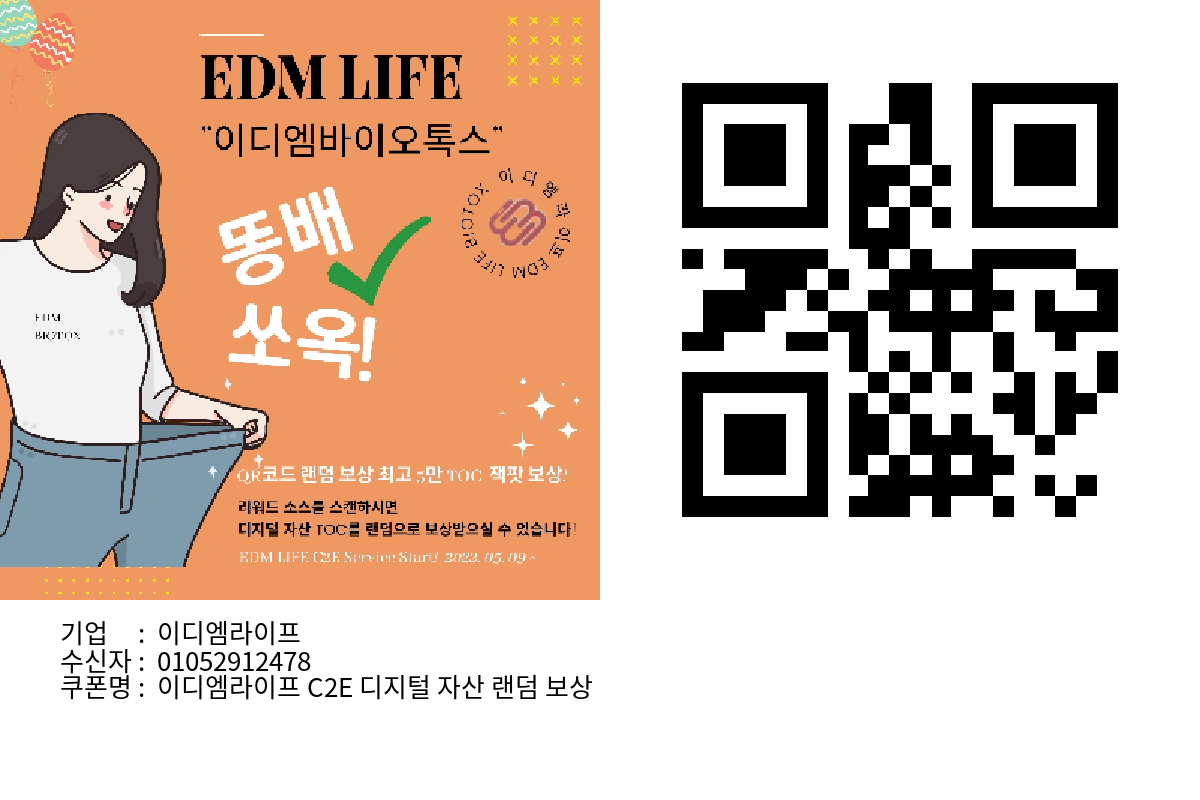 EDM LIFE
"이디엠바이오톡스"
이디엠라이프 EDM LIFE BIOTOX
똥배
쏘옥!
EDM
BIOTOX
QR코드 랜덤 보상 최고 5만 TOC 잭팟 보상!
리워드 소스를 스캔하시면
디지털 자산 TOC를 랜덤으로 보상받으실 수 있습니다!
EDM LIFE C2E Service Start! 2022. 05. 09 ~
기업 : 이디엠라이프
수신자 : 01052912478
쿠폰명 : 이디엠라이프 C2E 디지털 자산 랜덤 보상